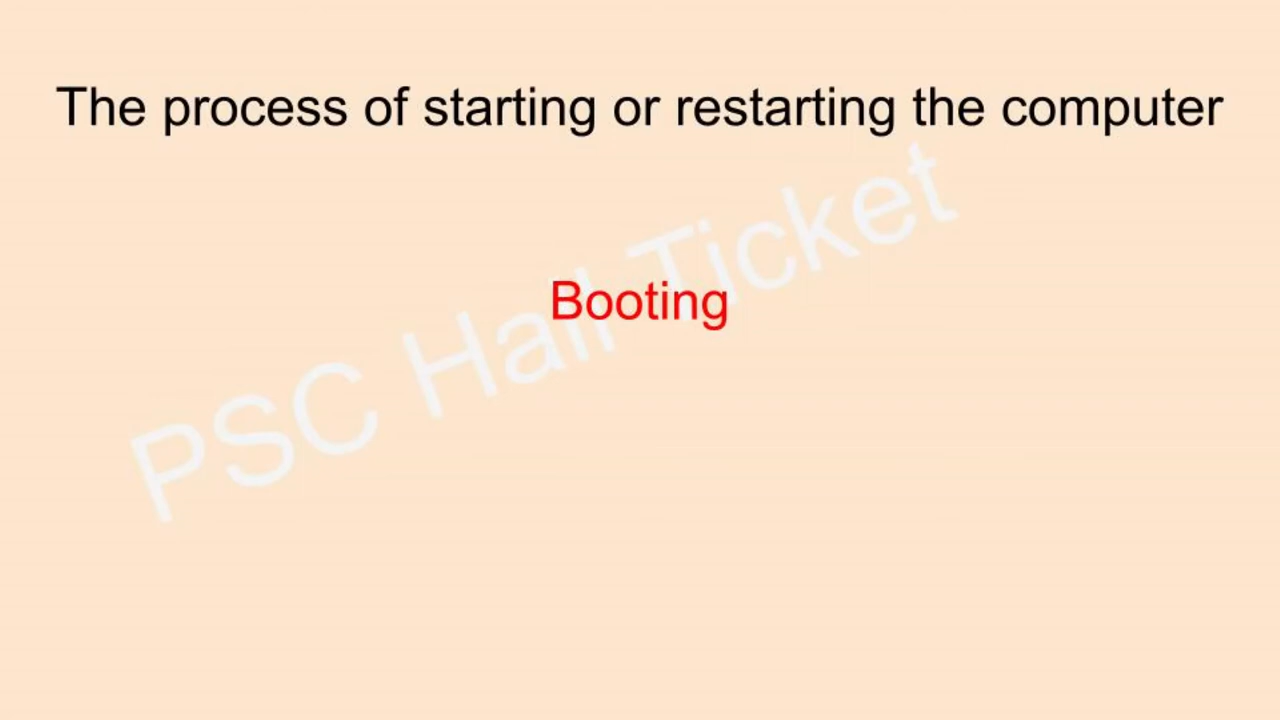 The process of starting or restarting the computer
Booting
PSC Hall Ticket